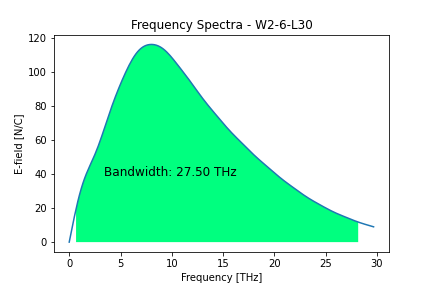 Frequency Spectra - W2-6-L30
120
100
80
60
40
20
0
E-field [N/C]
Bandwidth: 27.50 THz
0 5 10 15 20 25 30
Frequency [THz]